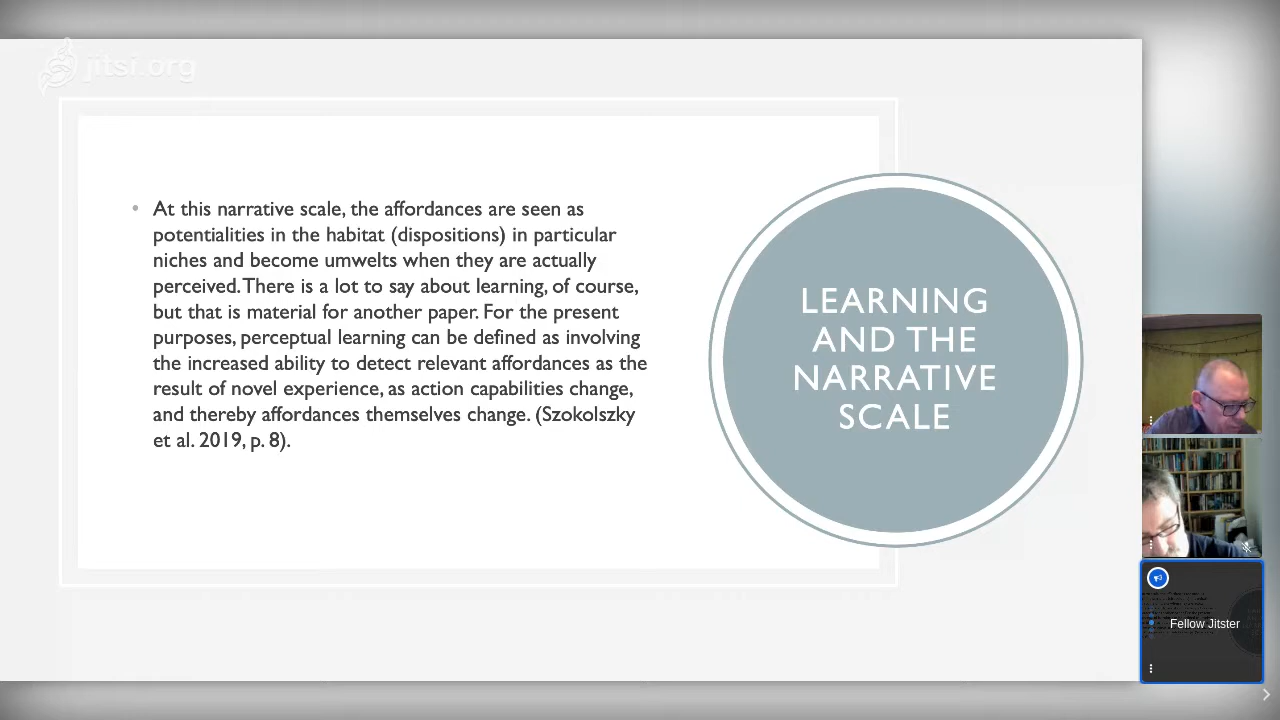 jitsi.org
• At this narrative scale, the affordances are seen as
potentialities in the habitat (dispositions) in particular
niches and become umwelts when they are actually
perceived. There is a lot to say about learning, of course,
but that is material for another paper. For the present
purposes, perceptual learning can be defined as involving
the increased ability to detect relevant affordances as the
result of novel experience, as action capabilities change,
and thereby affordances themselves change. (Szokolszky
et al. 2019, p. 8).
LEARNING
AND THE
NARRATIVE
SCALE
Fellow Jitster